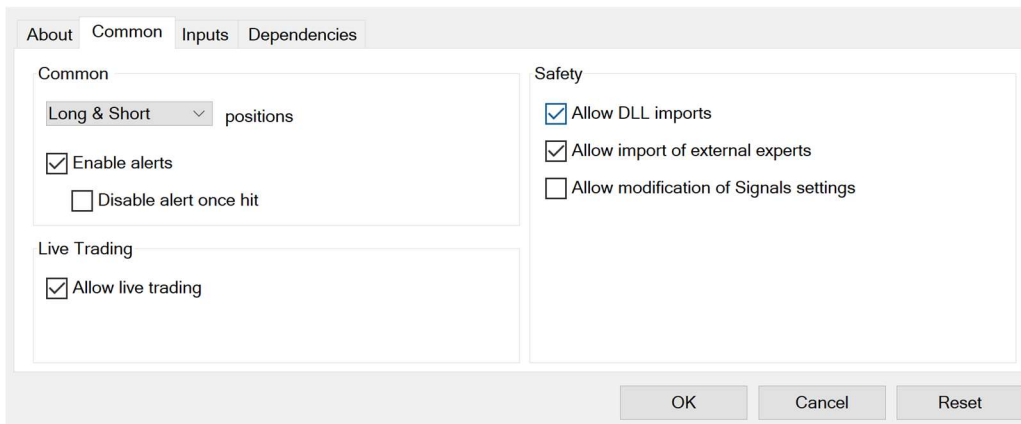 About Common Inputs Dependencies
Common
Long & Short positions
Enable alerts
Disable alert once hit
Live Trading
Allow live trading
Safety
Allow DLL imports
Allow import of external experts
Allow modification of Signals settings
OK Cancel Reset